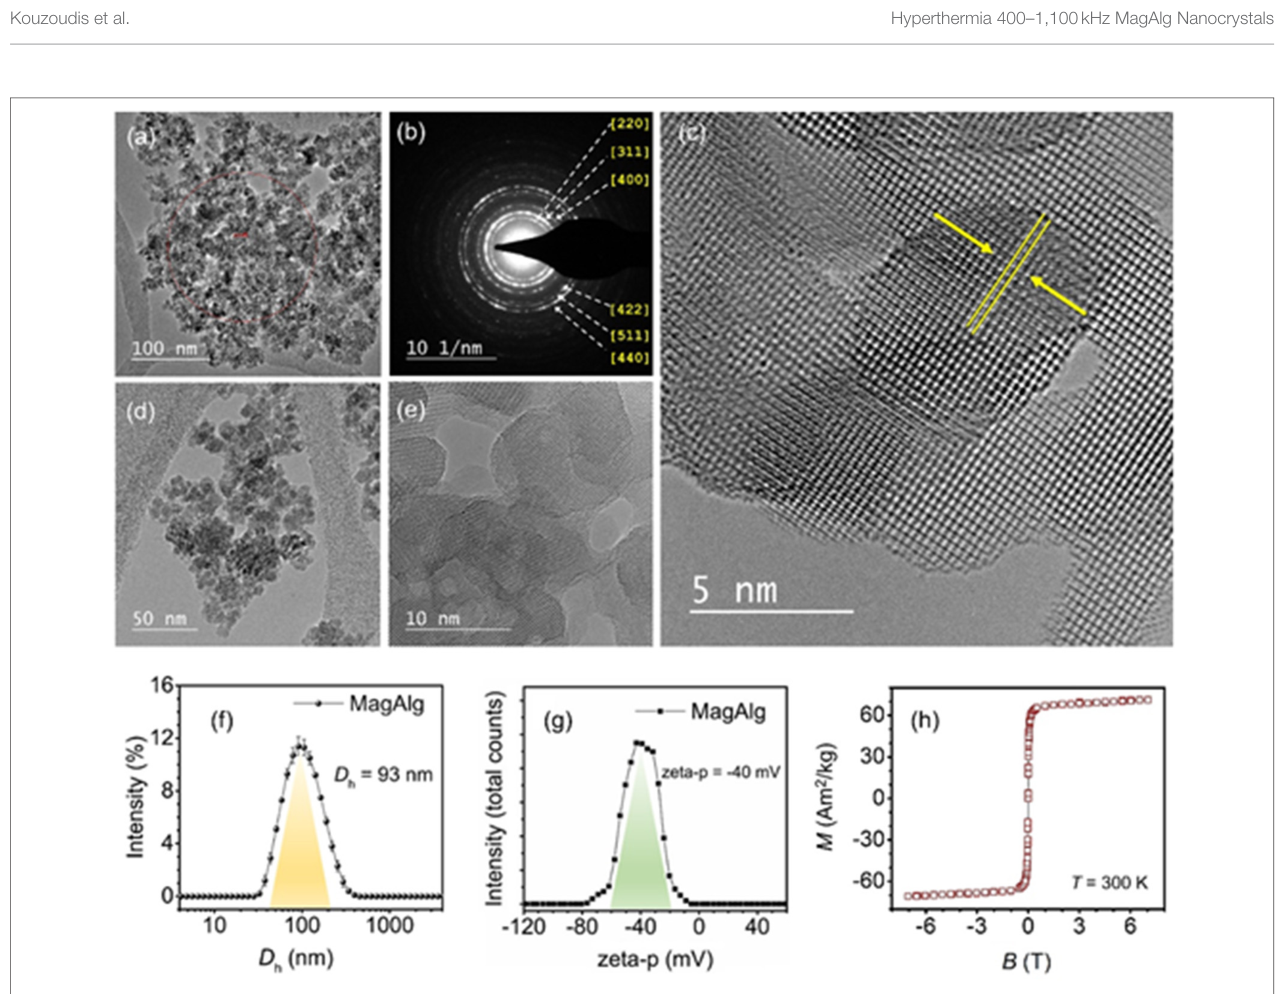 Kouzoudis et al.
Hyperthermia 400–1,100 kHz MagAlg Nanocrystals
(a)
100 nm
(b)
[220]
[311]
[400]
[422]
[511]
[440]
10 1/nm
(c)
5 nm
(d)
50 nm
(e)
10 nm
(f)
MagAlg
Dh = 93 nm
Intensity (%)
16
12
8
4
0
10 100 1000
Dh (nm)
(g)
MagAlg
zeta-p = -40 mV
Intensity (total counts)
-120 -80 -40 0 40
zeta-p (mV)
(h)
M (Am²/kg)
60
30
0
-30
-60
T = 300 K
-6 -3 0 3 6
B (T)